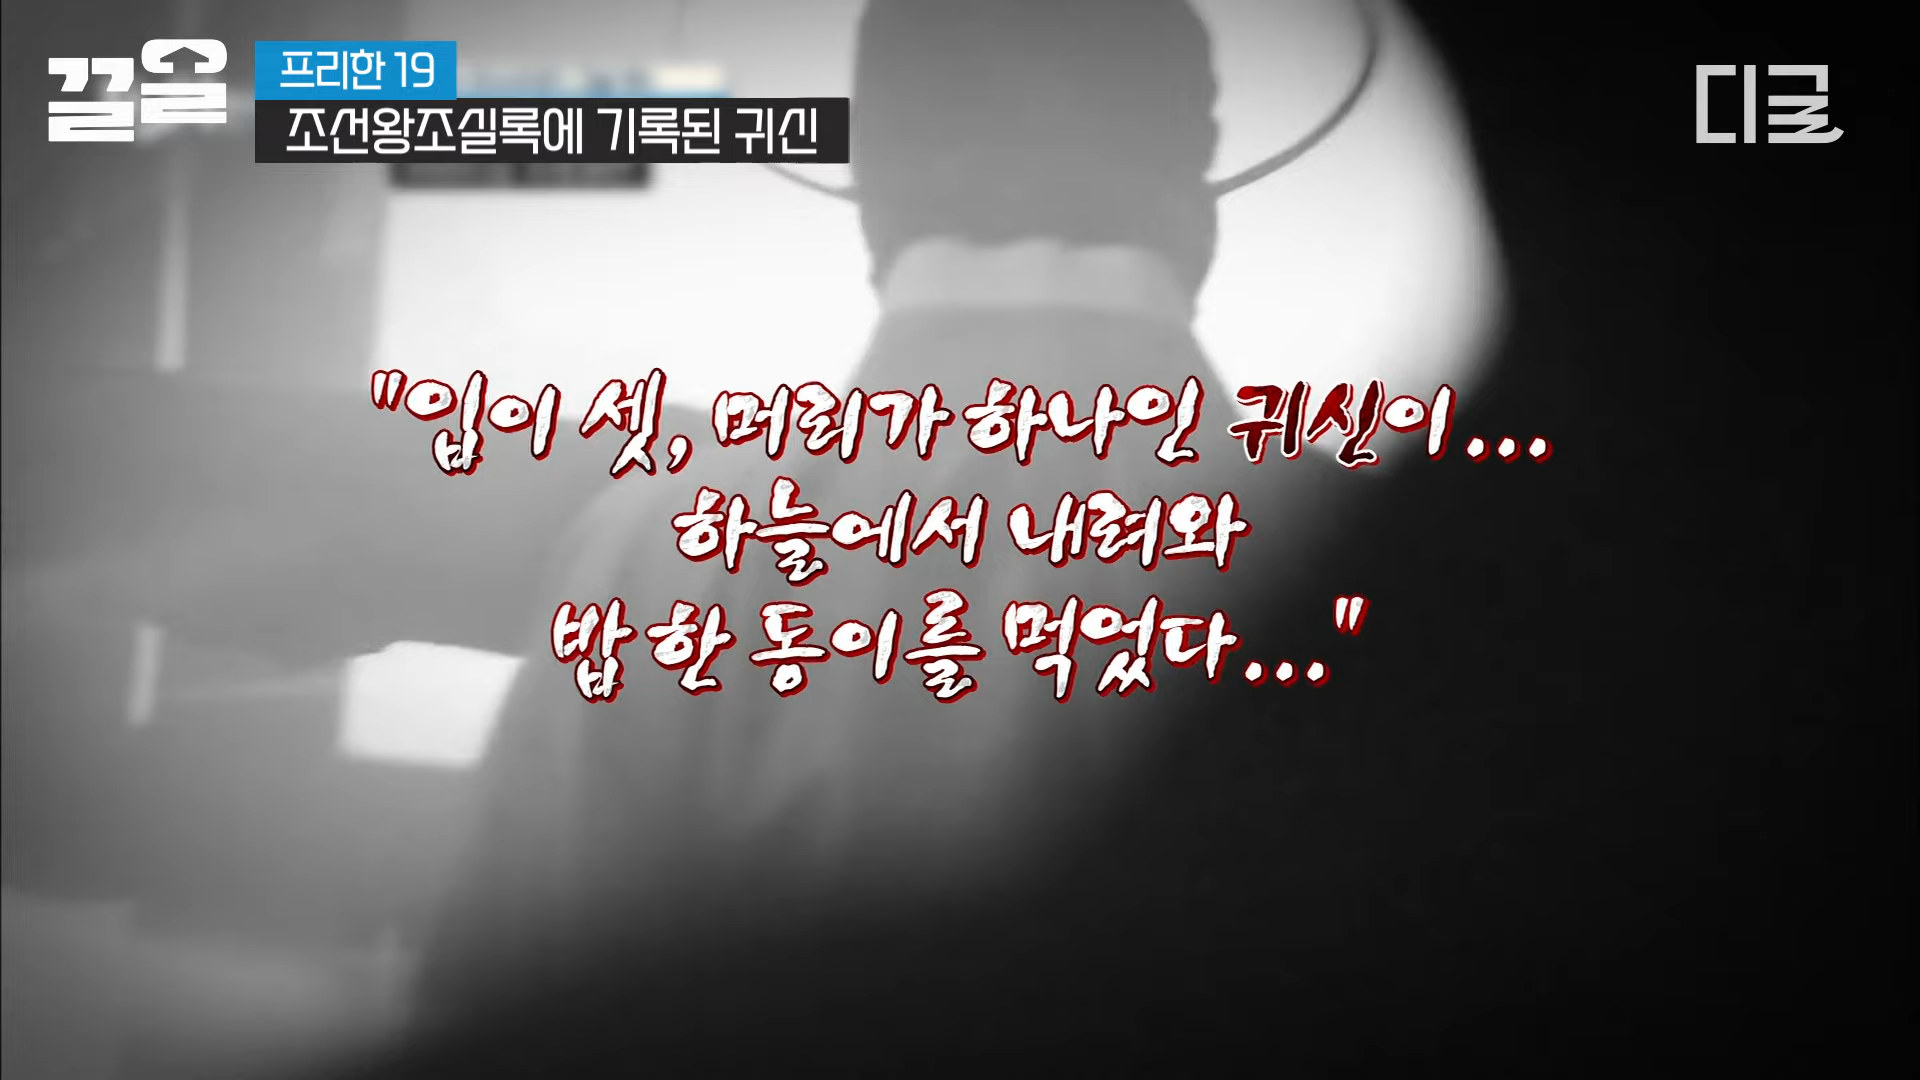 끌올
프리한 19
디글
조선왕조실록에 기록된 귀신
"입이 셋, 머리가 하나인 귀신이...
하늘에서 내려와
밥 한 동이를 먹었다..."